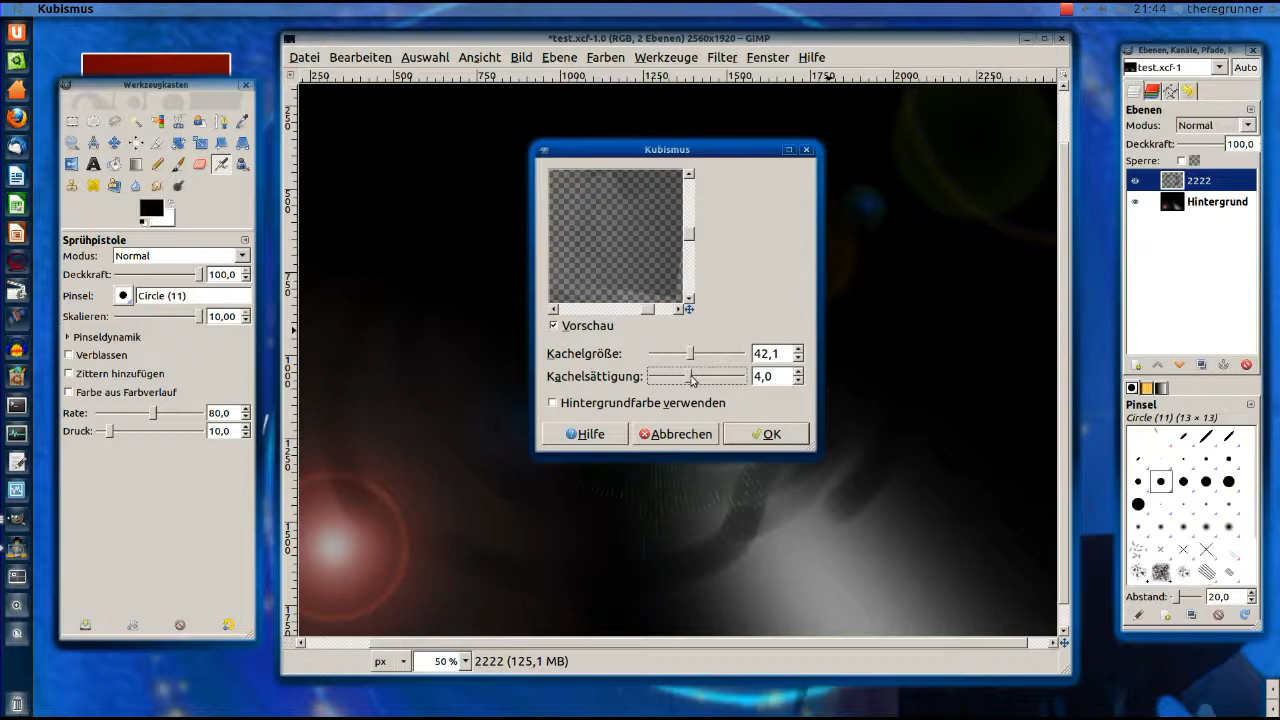 Kubismus
21:44 theregrunner
*test.xcf-1.0 (RGB, 2 Ebenen) 2560x1920 – GIMP
Datei Bearbeiten Auswahl Ansicht Bild Ebene Farben Werkzeuge Filter Fenster Hilfe
250 500 750 1000 1250 1500 1750 2000 2250
Werkzeugkasten
Sprühpistole
Modus: Normal
Deckkraft: 100,0
Pinsel: Circle (11)
Skalieren: 10,00
Pinseldynamik
Verblassen
Zittern hinzufügen
Farbe aus Farbverlauf
Rate: 80,0
Druck: 10,0
Kubismus
Vorschau
Kachelgröße: 42,1
Kachelsättigung: 4,0
Hintergrundfarbe verwenden
Hilfe Abbrechen OK
px 50 % 2222 (125,1 MB)
Ebenen, Kanäle, Pfade, R
test.xcf-1 Auto
Ebenen
Modus: Normal
Deckkraft: 100,0
Sperre:
2222
Hintergrund
Pinsel
Circle (11) (13 × 13)
Abstand: 20,0